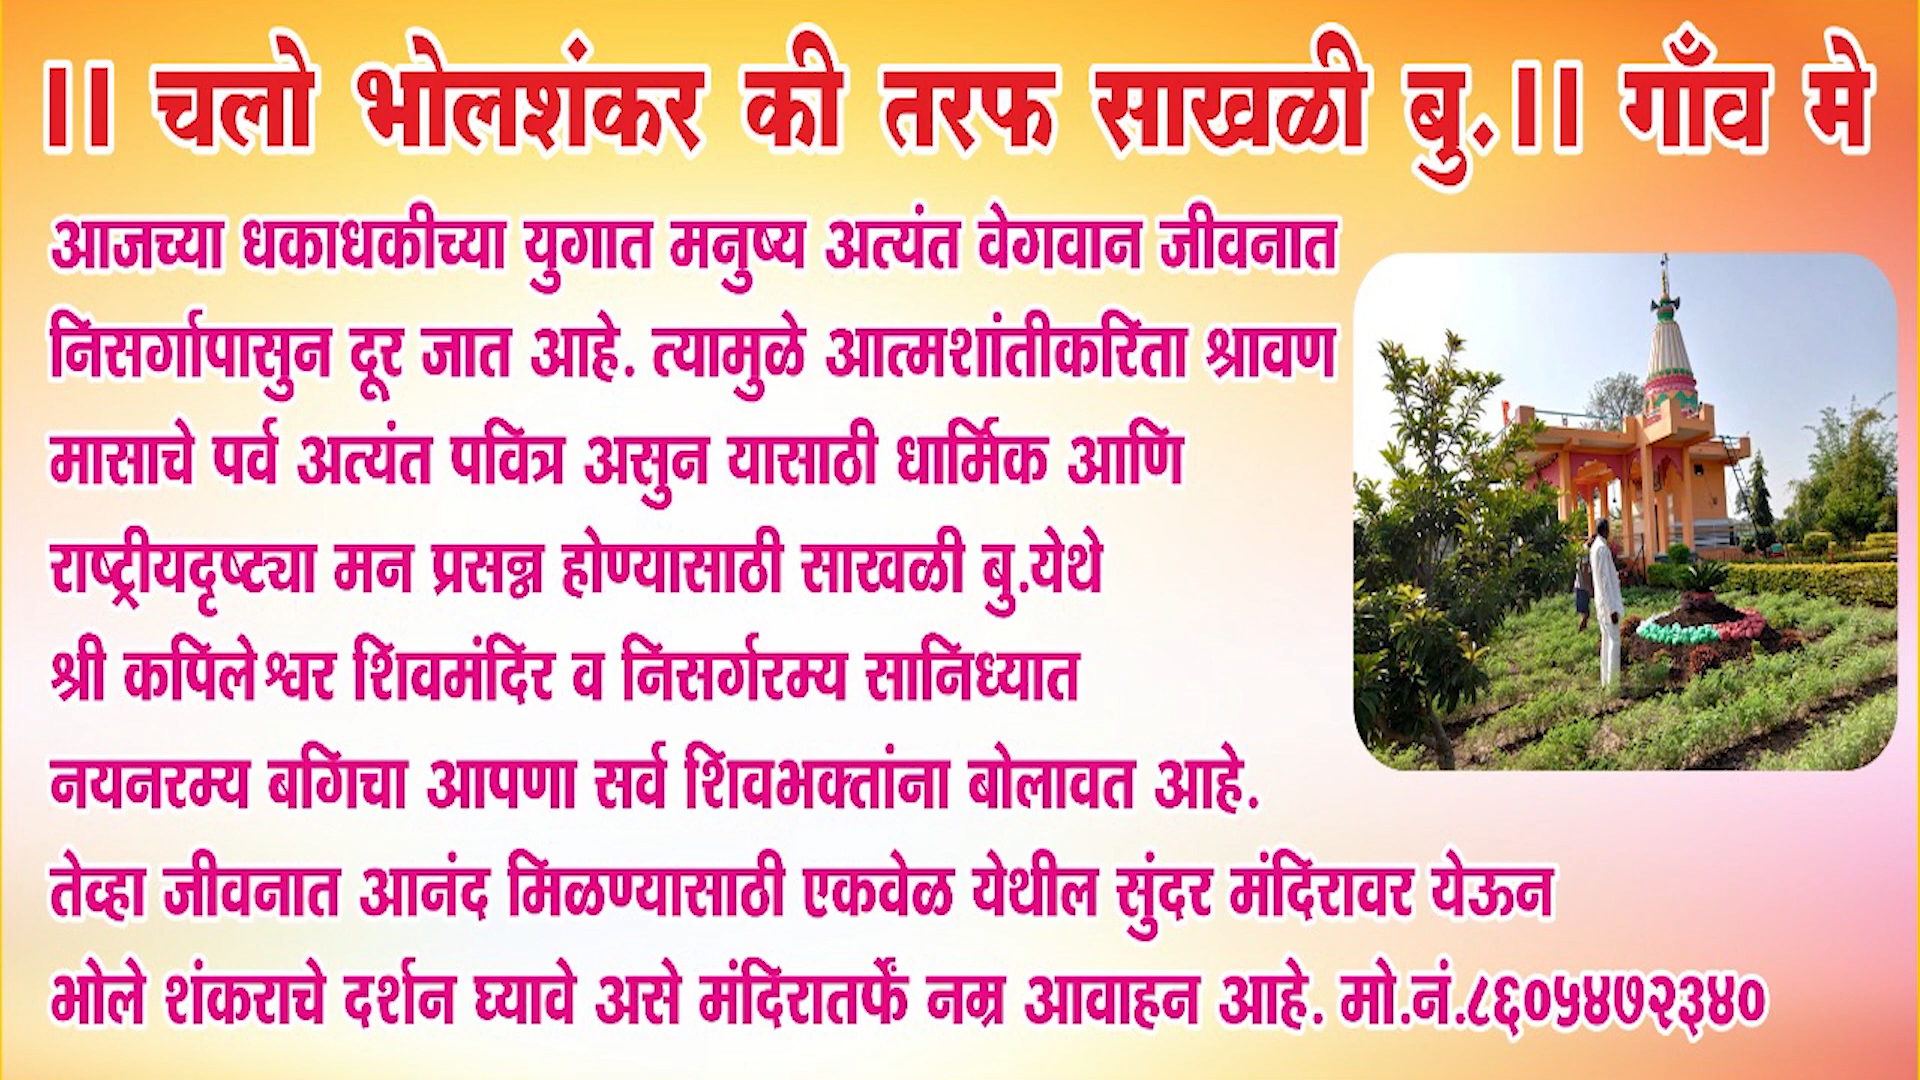 ।। चलो भोलशंकर की तरफ साखळी बु.।। गाँव मे
आजच्या धकाधकीच्या युगात मनुष्य अत्यंत वेगवान जीवनात
निसर्गापासुन दूर जात आहे. त्यामुळे आत्मशांतीकरिता श्रावण
मासाचे पर्व अत्यंत पवित्र असुन यासाठी धार्मिक आणि
राष्ट्रीयदृष्ट्या मन प्रसन्न होण्यासाठी साखळी बु.येथे
श्री कपिलेश्वर शिवमंदिर व निसर्गरम्य सानिध्यात
नयनरम्य बगिचा आपणा सर्व शिवभक्तांना बोलावत आहे.
तेव्हा जीवनात आनंद मिळण्यासाठी एकवेळ येथील सुंदर मंदिरावर येऊन
भोले शंकराचे दर्शन घ्यावे असे मंदिरातर्फे नम्र आवाहन आहे. मो.नं.८६०५४७२३४०